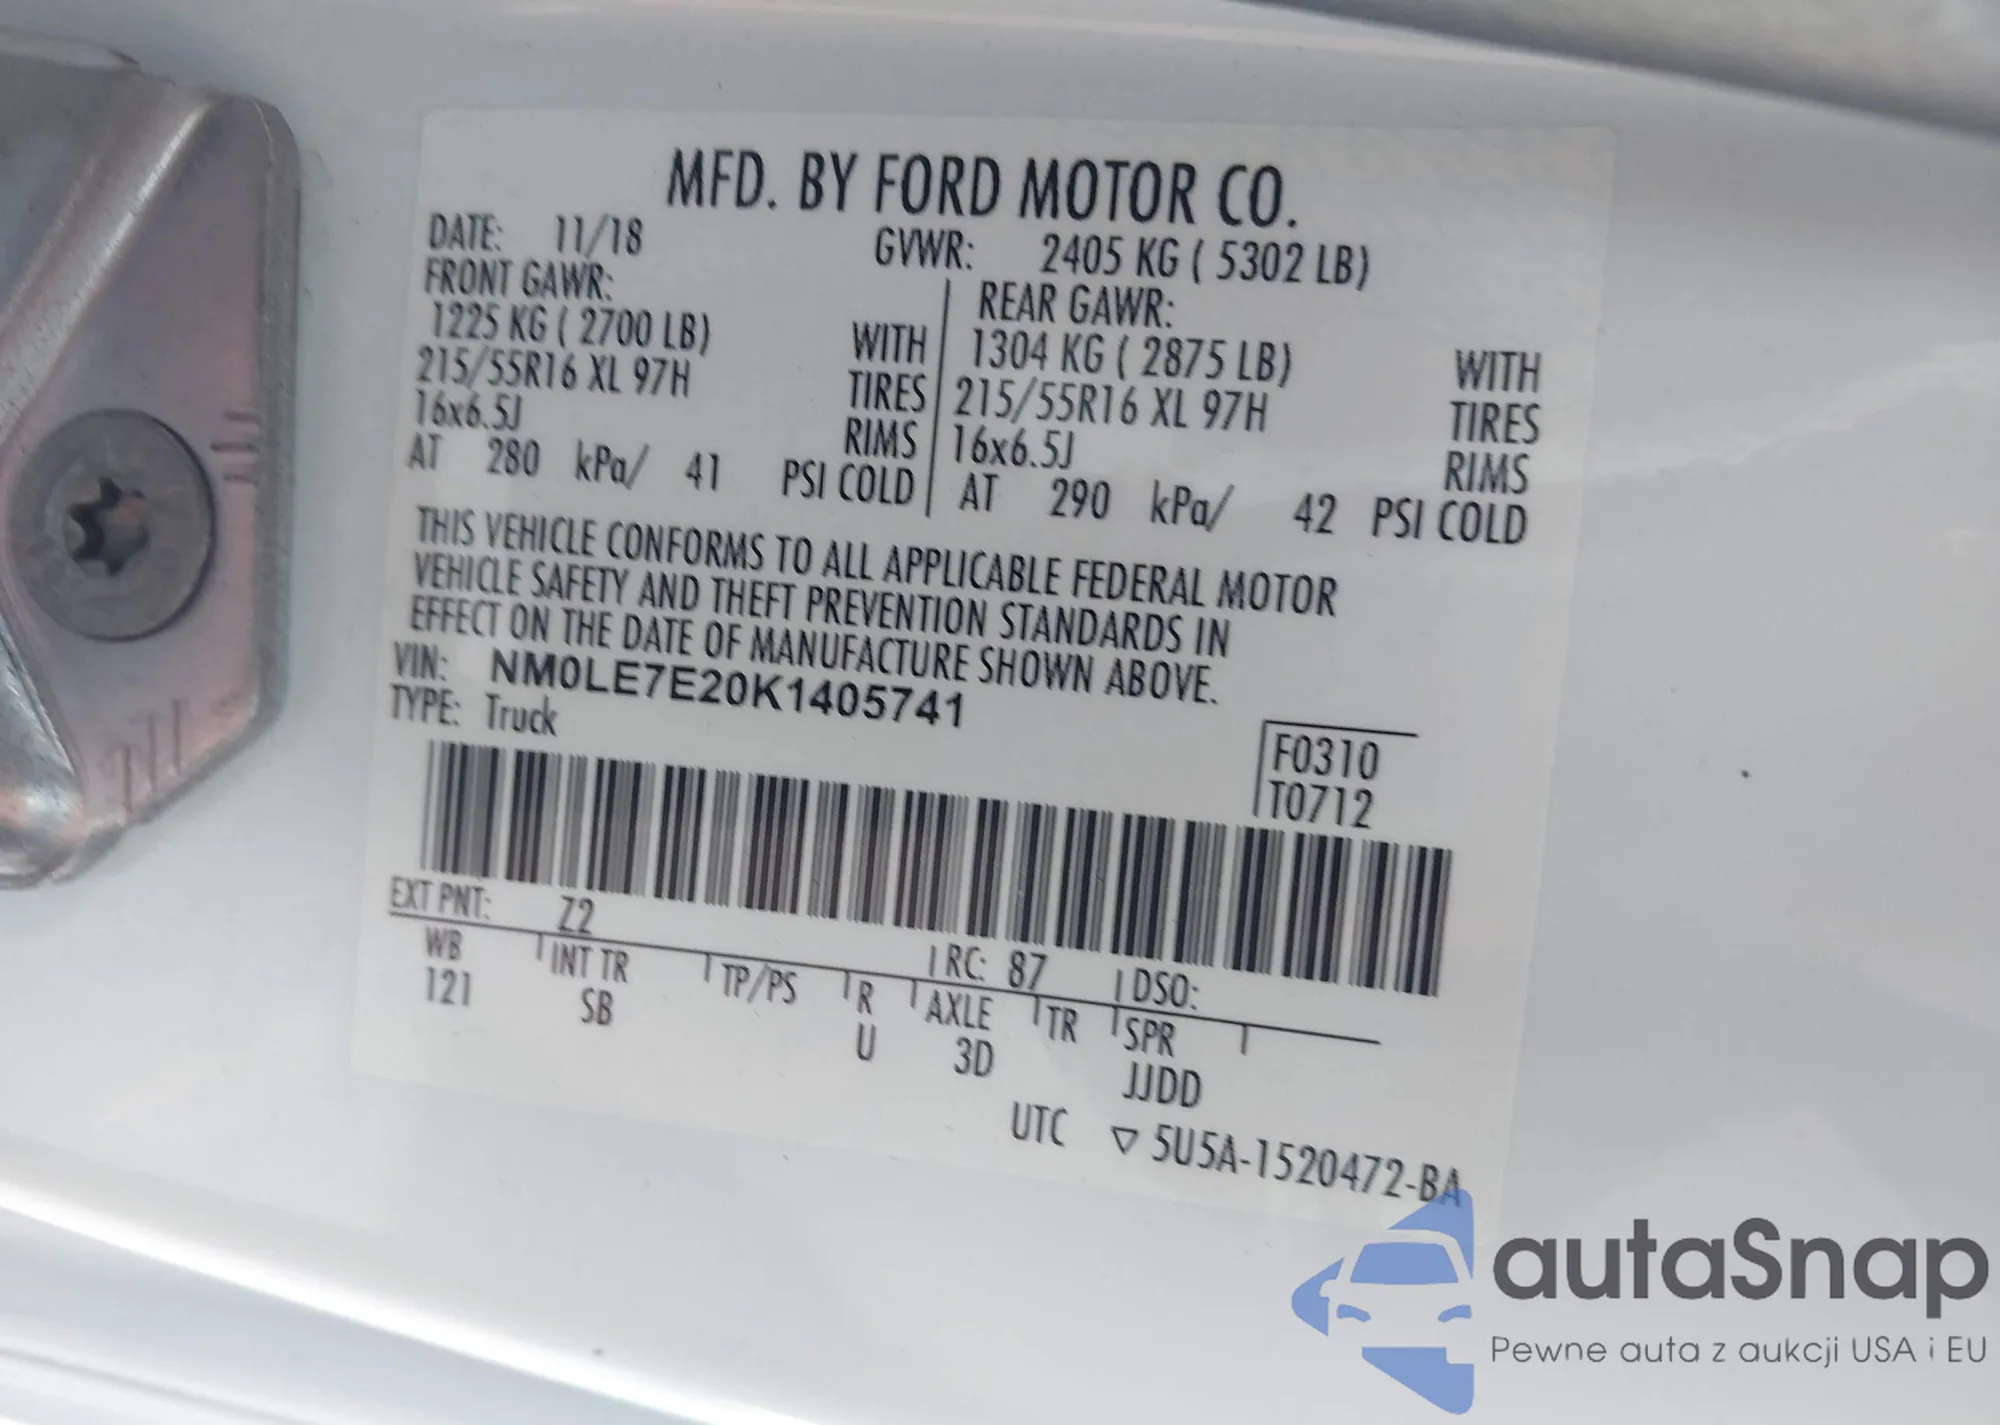 MFD. BY FORD MOTOR CO.
DATE: 11/18 GVWR: 2405 KG ( 5302 LB)
FRONT GAWR: REAR GAWR:
1225 KG ( 2700 LB) WITH 1304 KG ( 2875 LB) WITH
215/55R16 XL 97H TIRES 215/55R16 XL 97H TIRES
16x6.5J RIMS 16x6.5J RIMS
AT 280 kPa/ 41 PSI COLD AT 290 kPa/ 42 PSI COLD
THIS VEHICLE CONFORMS TO ALL APPLICABLE FEDERAL MOTOR
VEHICLE SAFETY AND THEFT PREVENTION STANDARDS IN
EFFECT ON THE DATE OF MANUFACTURE SHOWN ABOVE.
VIN: NM0LE7E20K1405741
TYPE: Truck
F0310
T0712
EXT PNT: Z2 RC: 87 DSO:
WB INT TR TP/PS R AXLE TR SPR
121 SB U 3D JJDD
UTC ▽ 5U5A-1520472-BA
autaSnap
Pewne auta z aukcji USA i EU